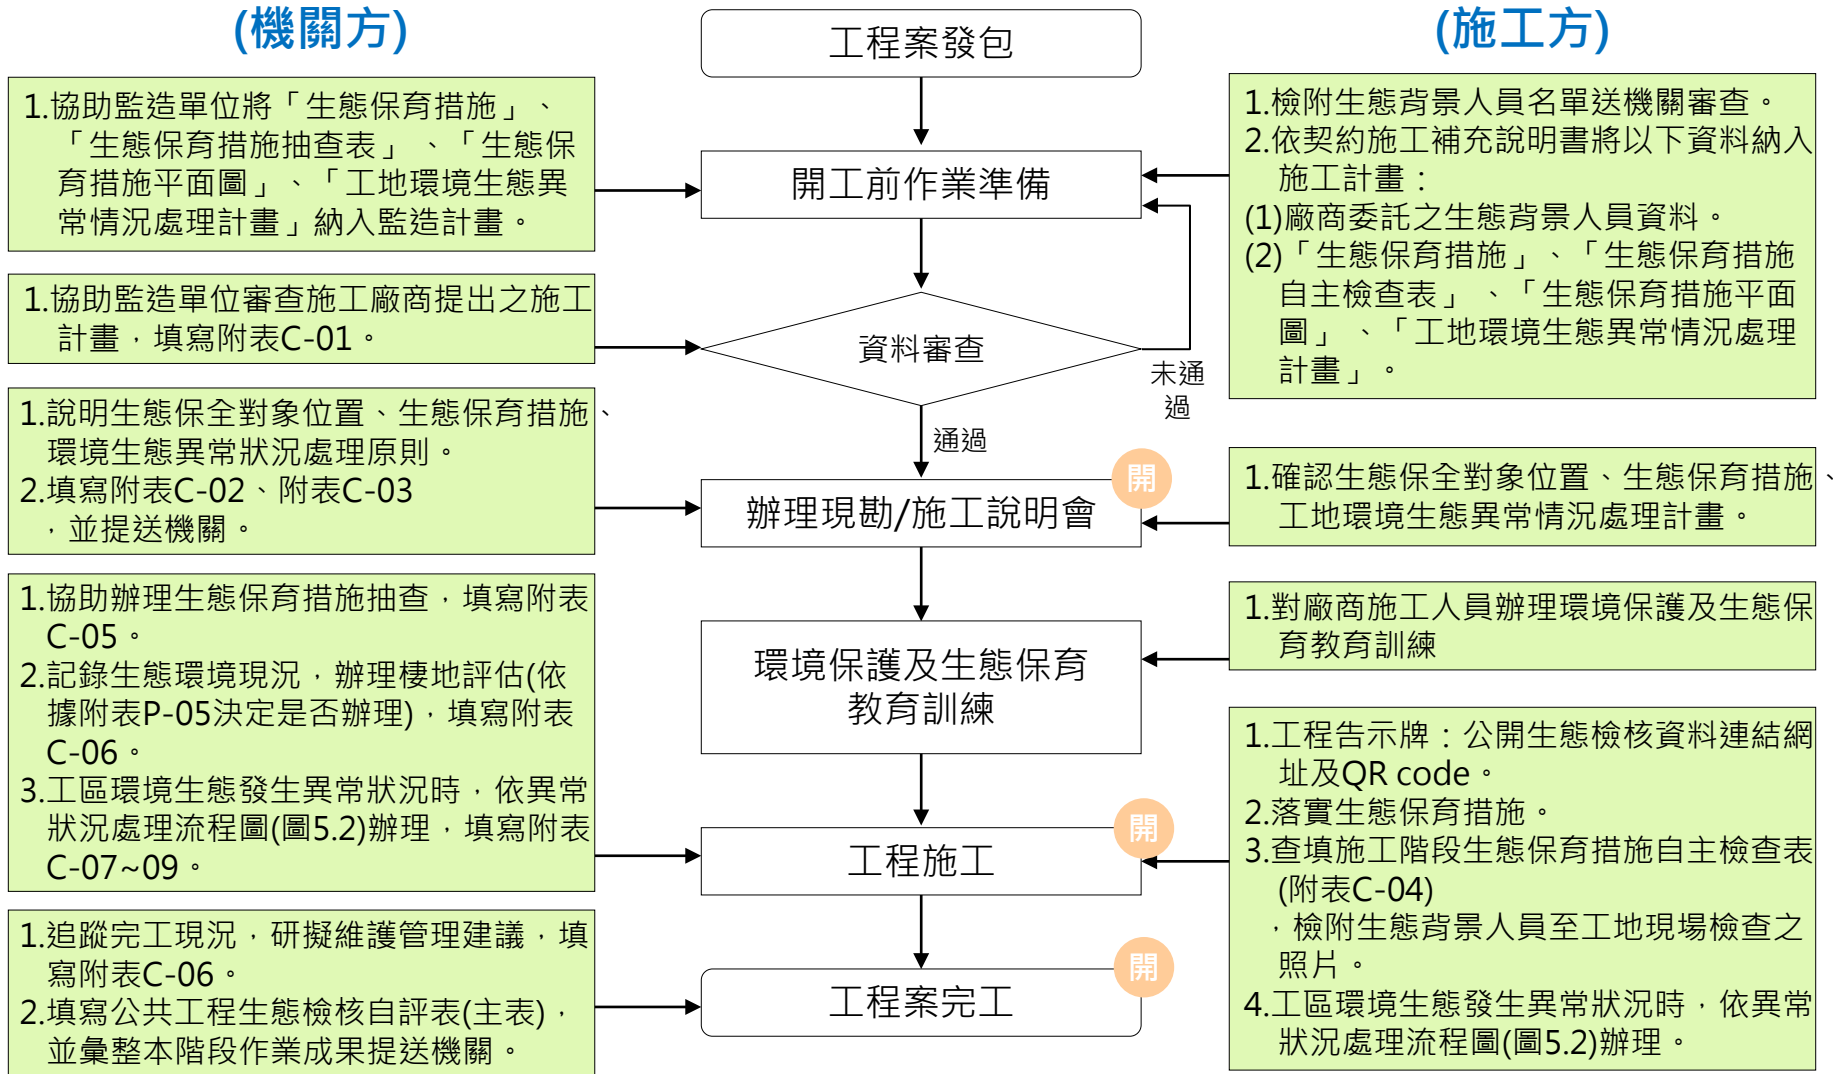 (機關方)
1.協助監造單位將「生態保育措施」、
「生態保育措施抽查表」、「生態保
育措施平面圖」、「工地環境生態異
常情況處理計畫」納入監造計畫。
1.協助監造單位審查施工廠商提出之施工
計畫，填寫附表C-01。
1.說明生態保全對象位置、生態保育措施、
環境生態異常狀況處理原則。
2.填寫附表C-02、附表C-03
，並提送機關。
1.協助辦理生態保育措施抽查，填寫附表
C-05。
2.記錄生態環境現況，辦理棲地評估(依
據附表P-05決定是否辦理)，填寫附表
C-06。
3.工區環境生態發生異常狀況時，依異常
狀況處理流程圖(圖5.2)辦理，填寫附表
C-07~09。
1.追蹤完工現況，研擬維護管理建議，填
寫附表C-06。
2.填寫公共工程生態檢核自評表(主表)，
並彙整本階段作業成果提送機關。
工程案發包
開工前作業準備
資料審查
未通
過
通過
開
辦理現勘/施工說明會
環境保護及生態保育
教育訓練
開
工程施工
開
工程案完工
(施工方)
1.檢附生態背景人員名單送機關審查。
2.依契約施工補充說明書將以下資料納入
施工計畫：
(1)廠商委託之生態背景人員資料。
(2)「生態保育措施」、「生態保育措施
自主檢查表」、「生態保育措施平面
圖」、「工地環境生態異常情況處理
計畫」。
1.確認生態保全對象位置、生態保育措施、
工地環境生態異常情況處理計畫。
1.對廠商施工人員辦理環境保護及生態保
育教育訓練
1.工程告示牌：公開生態檢核資料連結網
址及QR code。
2.落實生態保育措施。
3.查填施工階段生態保育措施自主檢查表
(附表C-04)
，檢附生態背景人員至工地現場檢查之
照片。
4.工區環境生態發生異常狀況時，依異常
狀況處理流程圖(圖5.2)辦理。